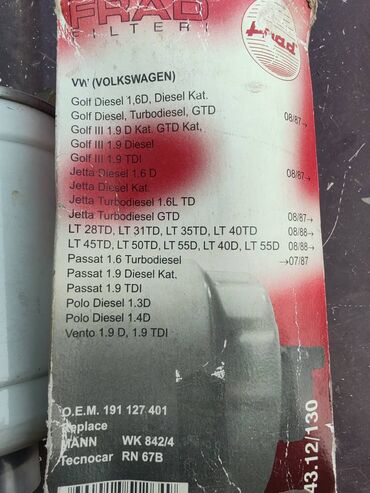 FRAD
FILTER
frad
VW (VOLKSWAGEN)
Golf Diesel 1,6D, Diesel Kat.
Golf Diesel, Turbodiesel, GTD 08/87→
Golf III 1.9 D Kat. GTD Kat,
Golf III 1.9 Diesel
Golf III 1.9 TDI
Jetta Diesel 1.6 D 08/87→
Jetta Diesel Kat.
Jetta Turbodiesel 1.6L TD
Jetta Turbodiesel GTD 08/87→
LT 28TD, LT 31TD, LT 35TD, LT 40TD 08/88→
LT 45TD, LT 50TD, LT 55D, LT 40D, LT 55D 08/88→
Passat 1.6 Turbodiesel →07/87
Passat 1.9 Diesel Kat,
Passat 1.9 TDI
Polo Diesel 1.3D
Polo Diesel 1.4D
Vento 1.9 D, 1.9 TDI
O.E.M. 191 127 401
Replace
MANN WK 842/4
Tecnocar RN 67B
43.12/130